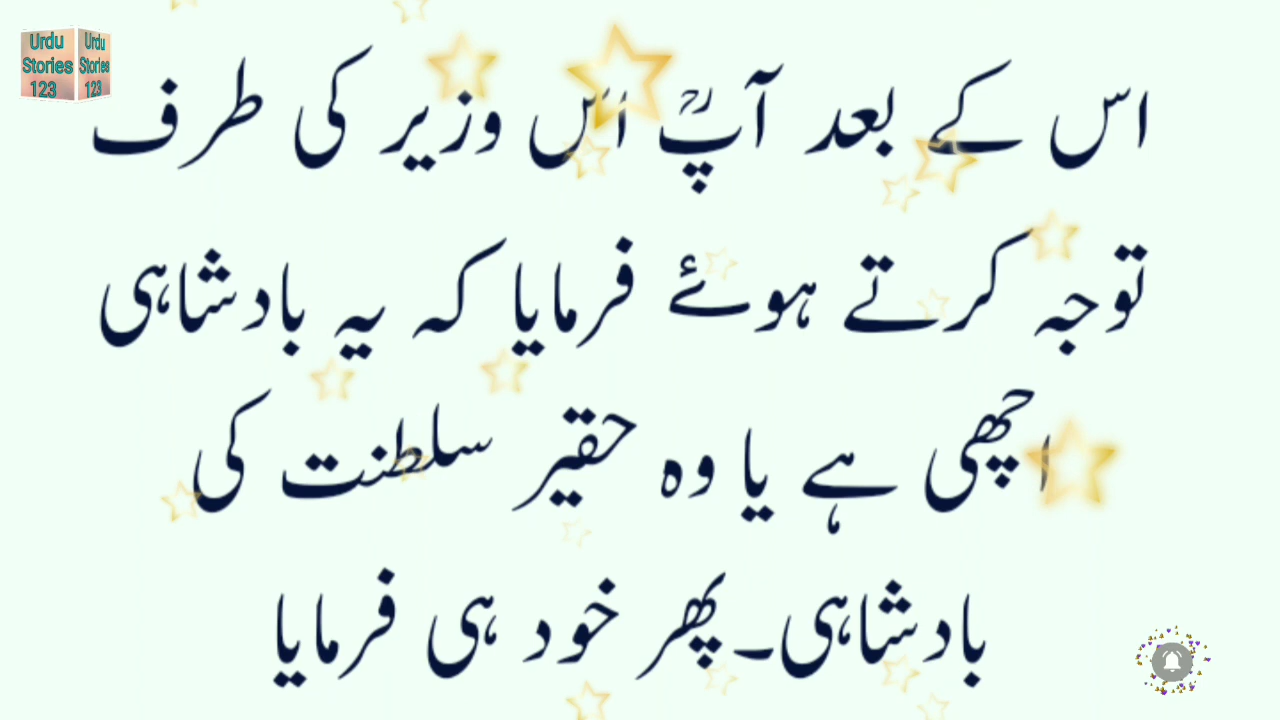 Urdu Stories 123
Urdu Stories 123
اس کے بعد آپؒ اس وزیر کی طرف
توجہ کرتے ہوئے فرمایا کہ یہ بادشاہی
اچھی ہے یا وہ حقیر سلطنت کی
بادشاہی۔ پھر خود ہی فرمایا